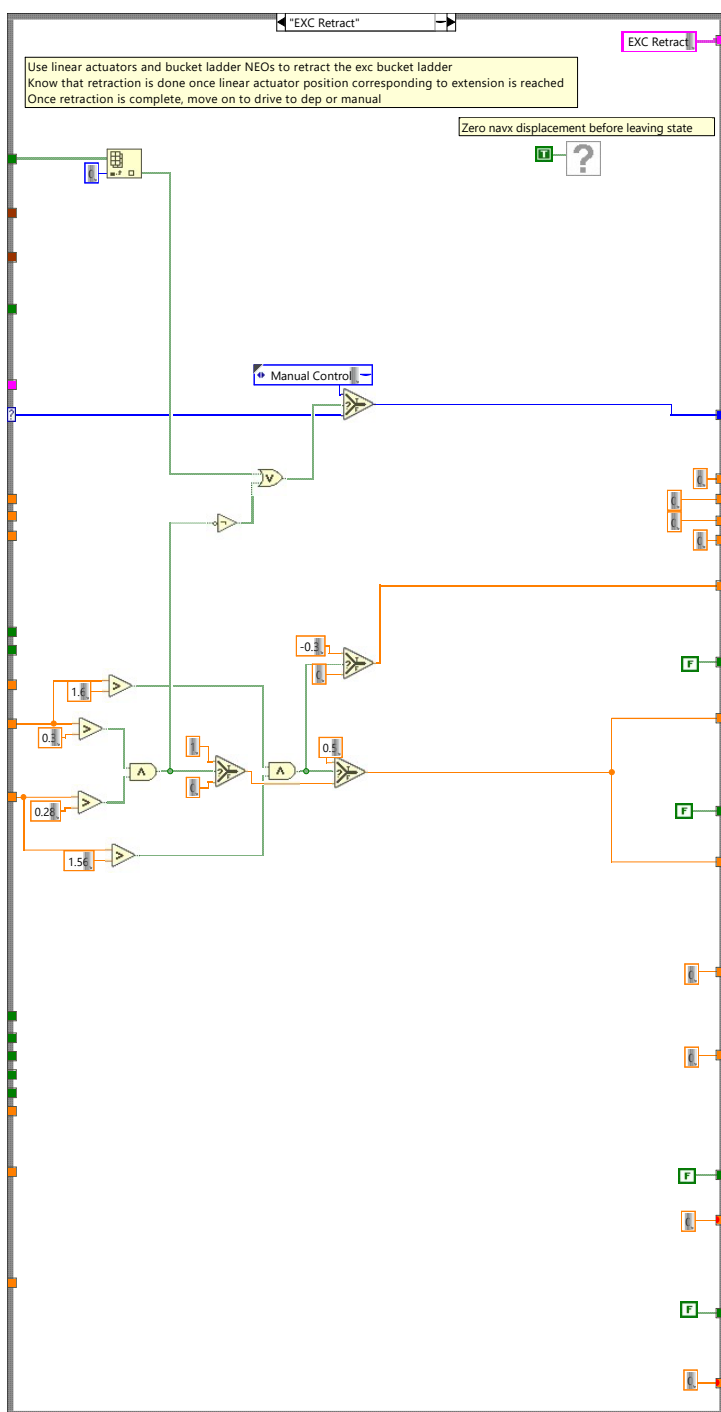 "EXC Retract"
EXC Retract
Use linear actuators and bucket ladder NEOs to retract the exc bucket ladder
Know that retraction is done once linear actuator position corresponding to extension is reached
Once retraction is complete, move on to drive to dep or manual
Zero navx displacement before leaving state
T
?
Manual Control
?
?
T
F
V
¬
-0.3
?
T
F
1.6
>
0.3
>
Λ
?
T
F
Λ
0.5
?
T
F
0.28
>
1.56
>
F
F
F
F